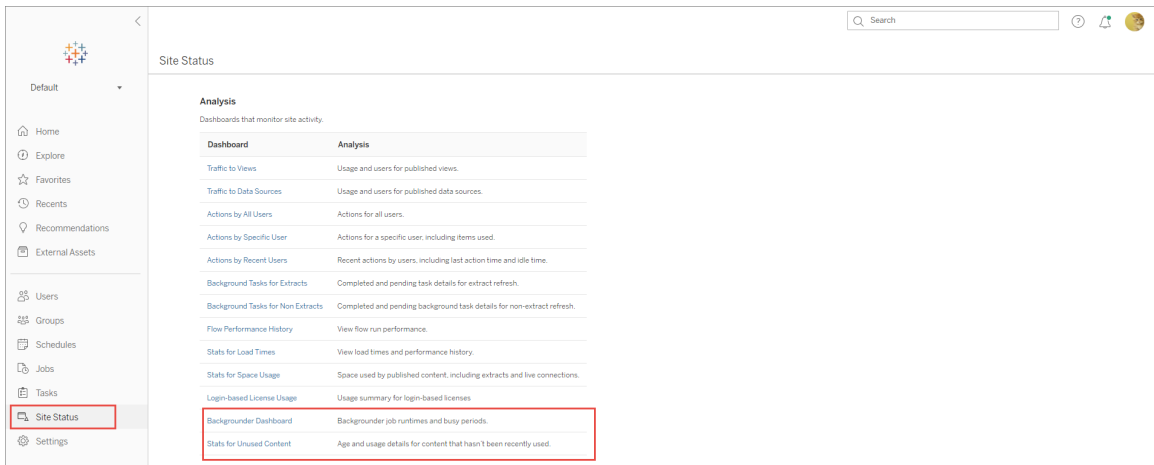 Search
Site Status
Default
Home
Explore
Favorites
Recents
Recommendations
External Assets
Users
Groups
Schedules
Jobs
Tasks
Site Status
Settings
Analysis
Dashboards that monitor site activity.
Dashboard Analysis
Traffic to Views Usage and users for published views.
Traffic to Data Sources Usage and users for published data sources.
Actions by All Users Actions for all users.
Actions by Specific User Actions for a specific user, including items used.
Actions by Recent Users Recent actions by users, including last action time and idle time.
Background Tasks for Extracts Completed and pending task details for extract refresh.
Background Tasks for Non Extracts Completed and pending background task details for non-extract refresh.
Flow Performance History View flow run performance.
Stats for Load Times View load times and performance history.
Stats for Space Usage Space used by published content, including extracts and live connections.
Login-based License Usage Usage summary for login-based licenses
Backgrounder Dashboard Backgrounder job runtimes and busy periods.
Stats for Unused Content Age and usage details for content that hasn't been recently used.